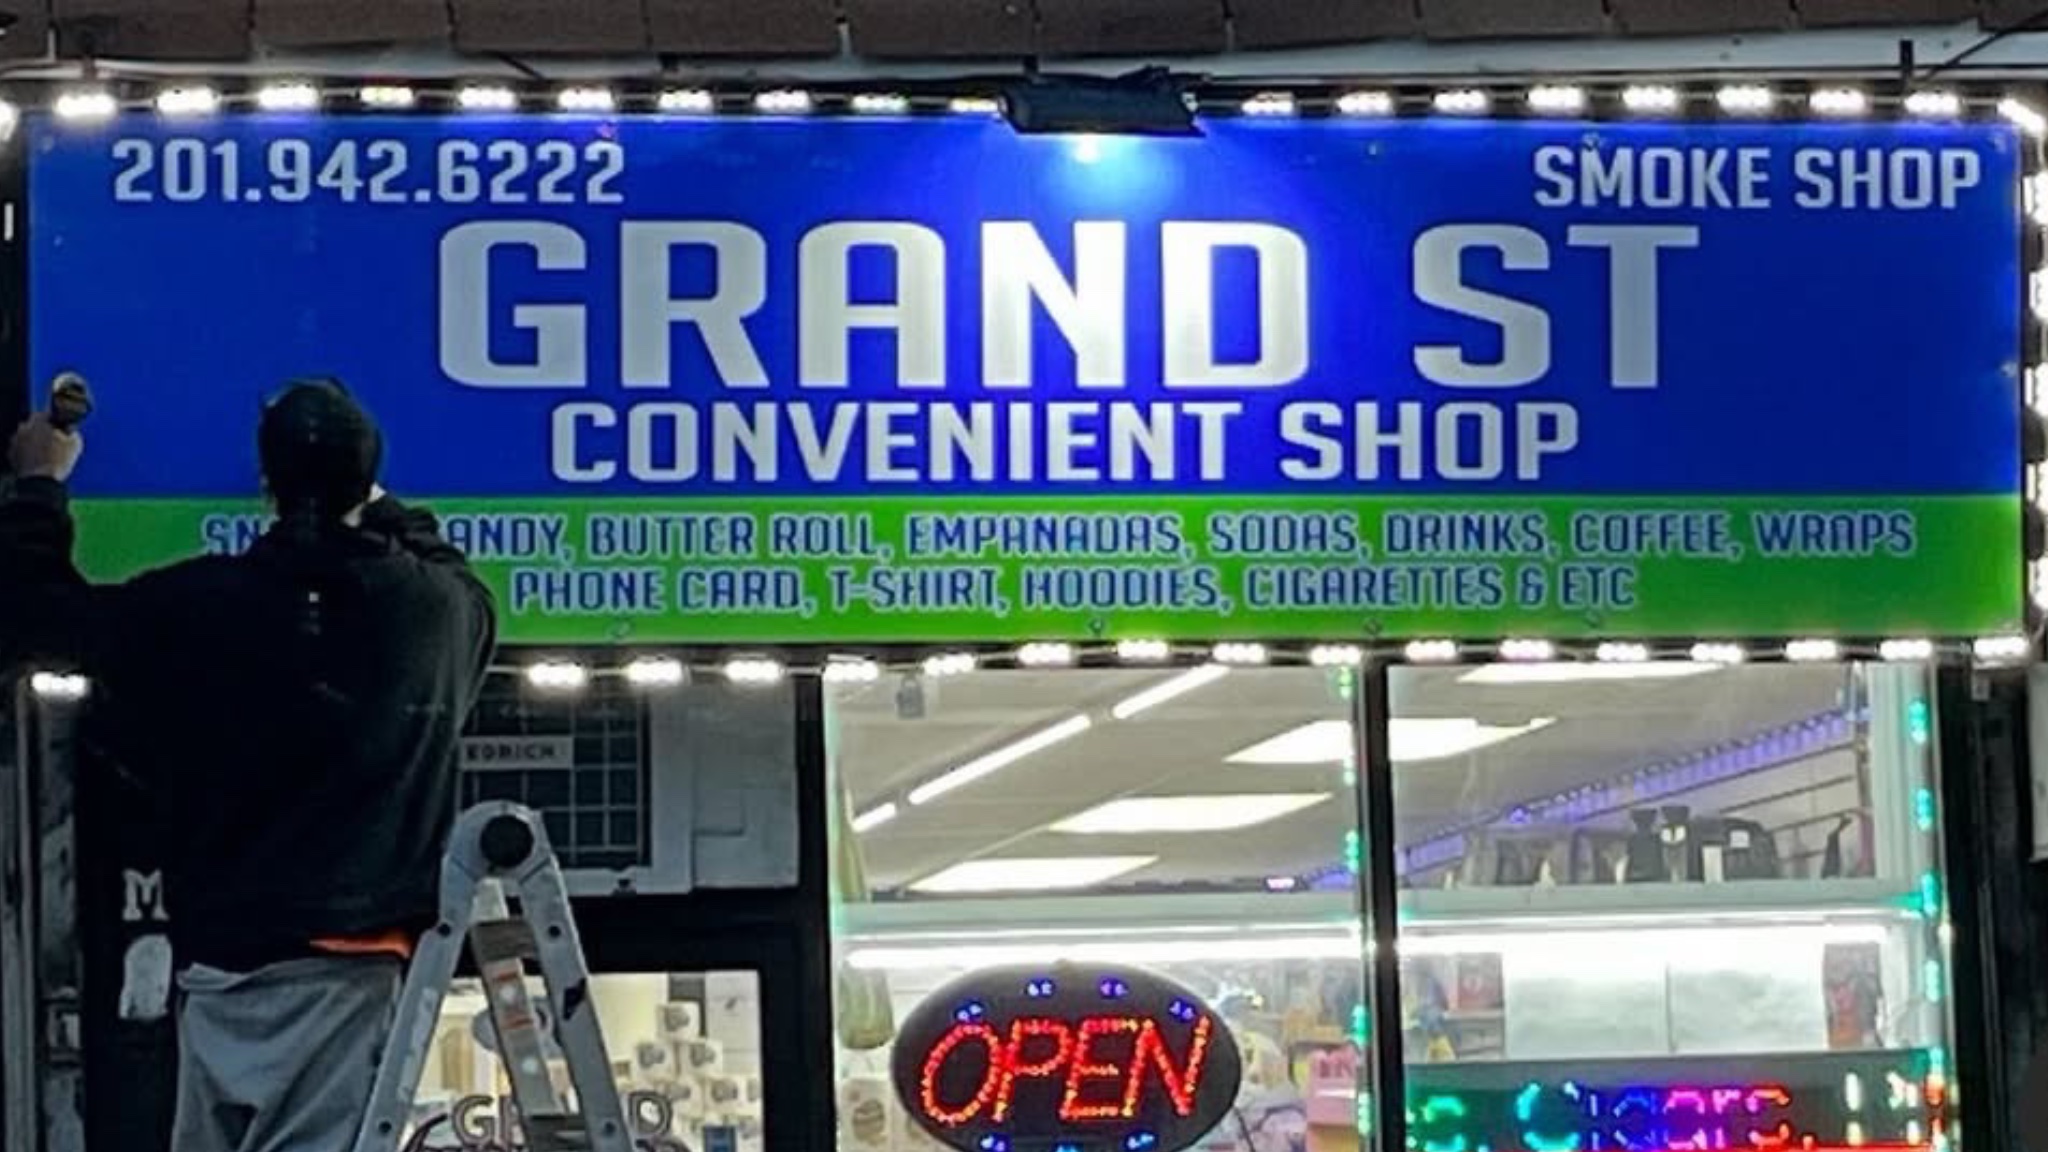 201.942.6222
SMOKE SHOP
GRAND ST
CONVENIENT SHOP
BUTTER ROLL, EMPANADAS, SODAS, DRINKS, COFFEE, WRAPS
PHONE CARD, T-SHIRT, HOODIES, CIGARETTES & ETC
M
OPEN
Cigars,